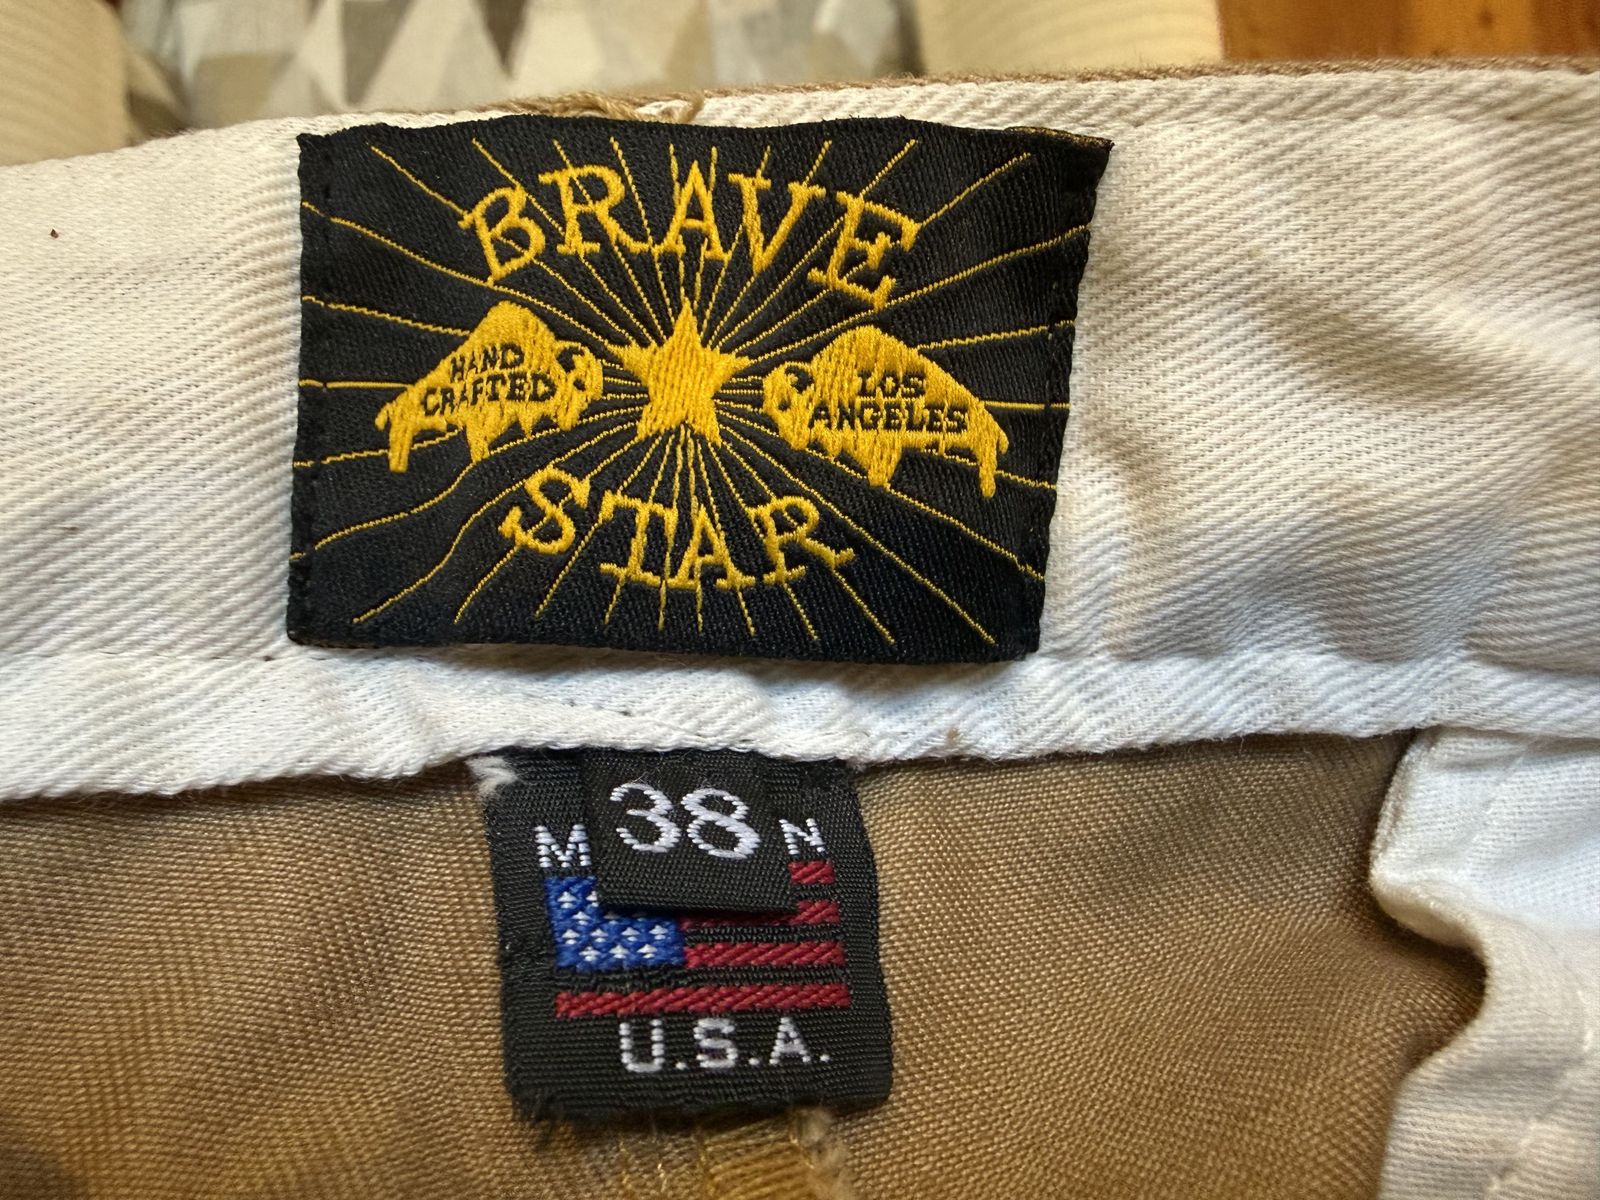 BRAVE
HAND
CRAFTED
LOS
ANGELES
STAR
38
M N
U.S.A.